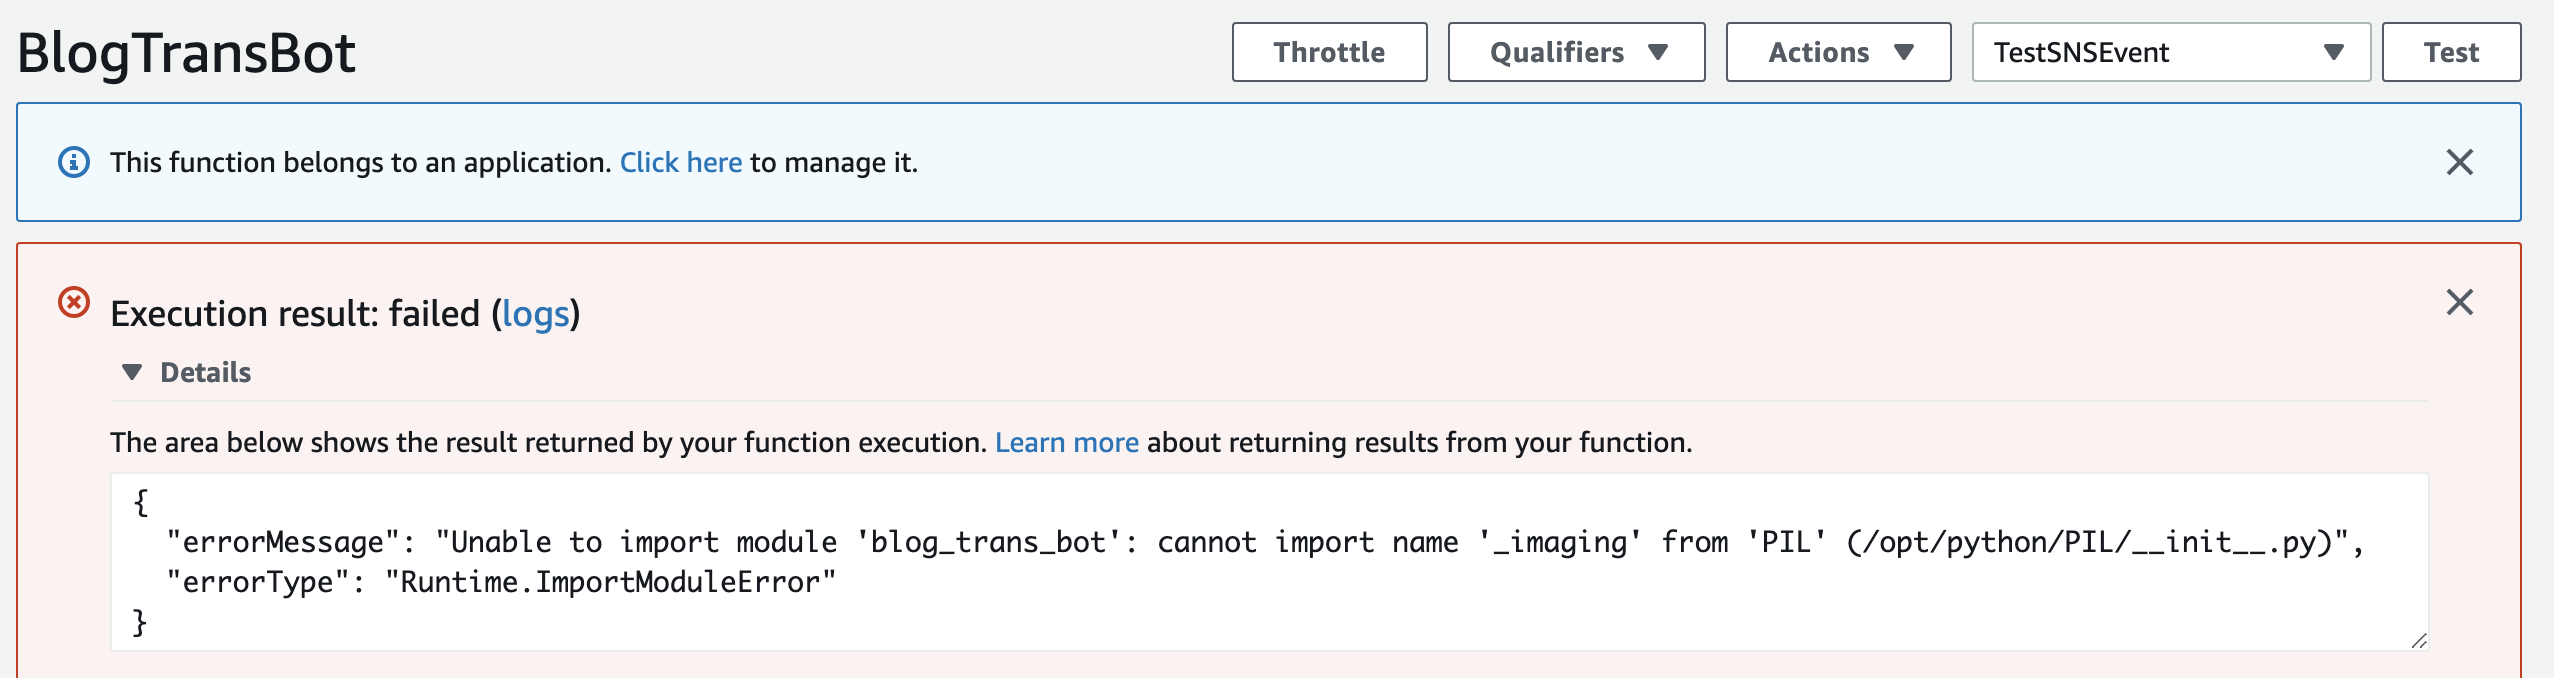 BlogTransBot
Throttle
Qualifiers
Actions
TestSNSEvent
Test
This function belongs to an application. Click here to manage it.
Execution result: failed (logs)
Details
The area below shows the result returned by your function execution. Learn more about returning results from your function.
{
  "errorMessage": "Unable to import module 'blog_trans_bot': cannot import name '_imaging' from 'PIL' (/opt/python/PIL/__init__.py)",
  "errorType": "Runtime.ImportModuleError"
}